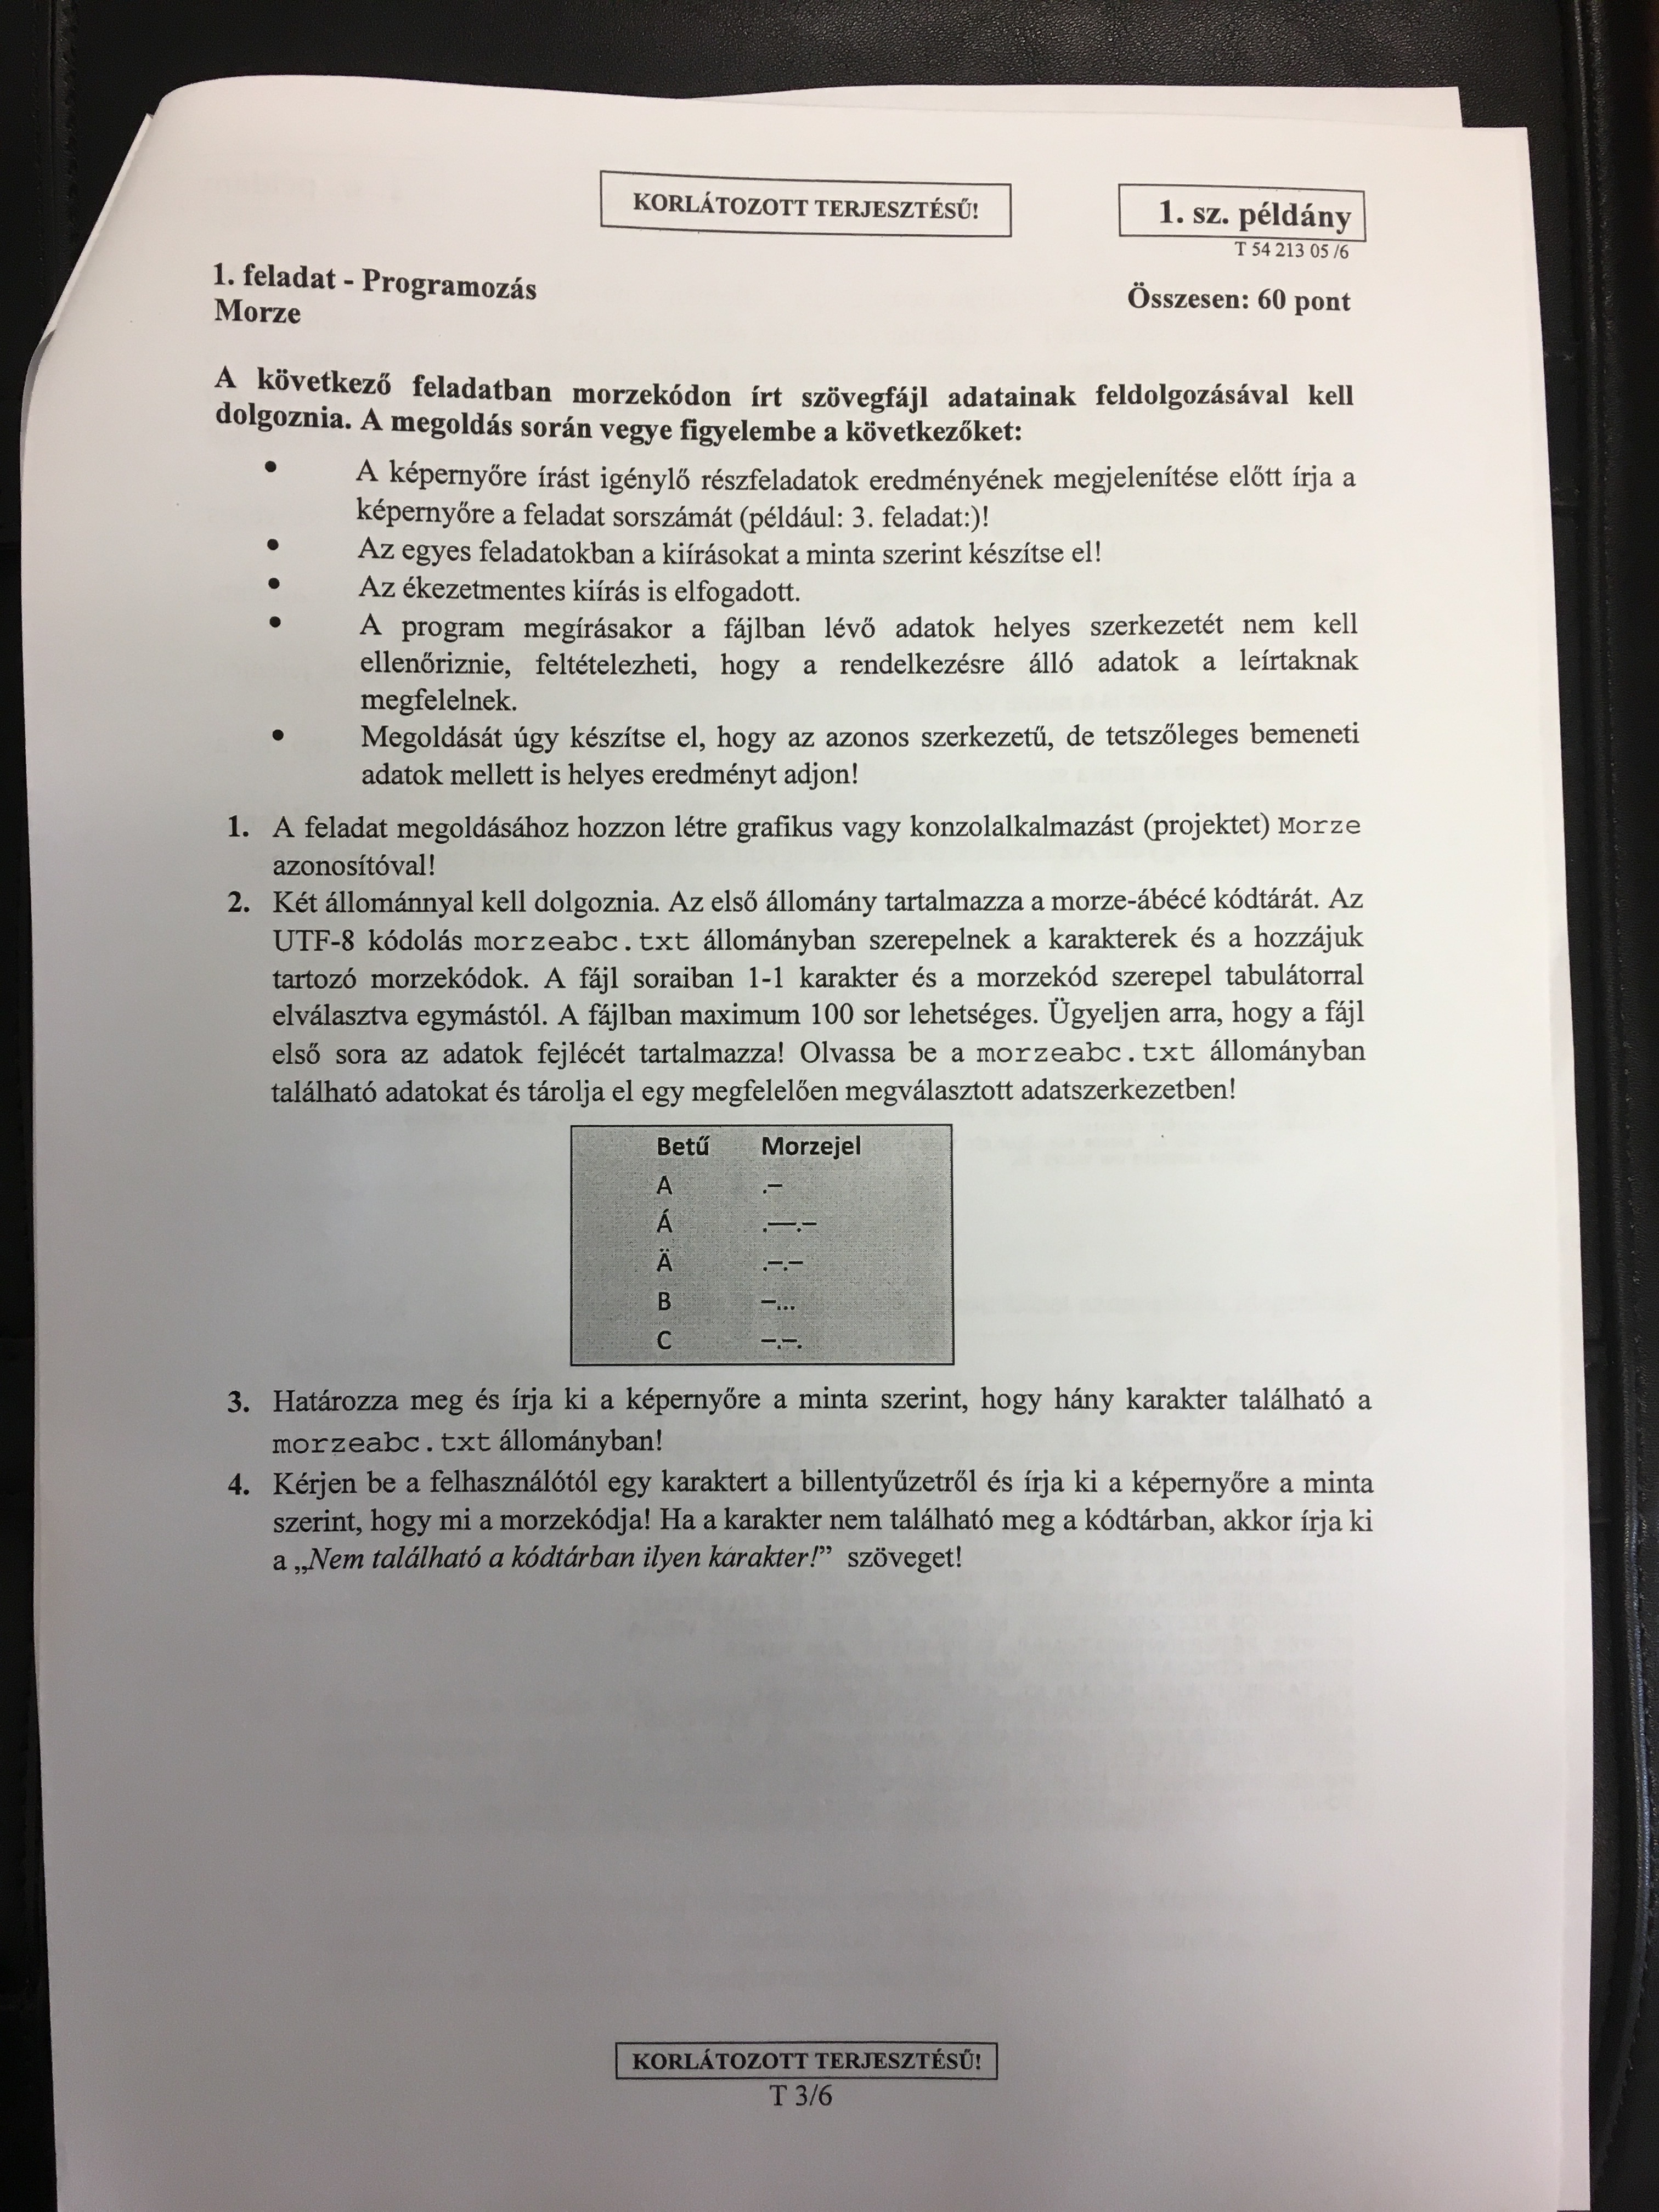 KORLÁTOZOTT TERJESZTÉSŰ!
1. sz. példány
T 54 213 05 /6
1. feladat - Programozás
Morze
Összesen: 60 pont
A következő feladatban morzekódon írt szövegfájl adatainak feldolgozásával kell
dolgoznia. A megoldás során vegye figyelembe a következőket:
• A képernyőre írást igénylő részfeladatok eredményének megjelenítése előtt írja a
képernyőre a feladat sorszámát (például: 3. feladat:)!
• Az egyes feladatokban a kiírásokat a minta szerint készítse el!
• Az ékezetmentes kiírás is elfogadott.
• A program megírásakor a fájlban lévő adatok helyes szerkezetét nem kell
ellenőriznie, feltételezheti, hogy a rendelkezésre álló adatok a leírtaknak
megfelelnek.
• Megoldását úgy készítse el, hogy az azonos szerkezetű, de tetszőleges bemeneti
adatok mellett is helyes eredményt adjon!
1. A feladat megoldásához hozzon létre grafikus vagy konzolalkalmazást (projektet) Morze
azonosítóval!
2. Két állománnyal kell dolgoznia. Az első állomány tartalmazza a morze-ábécé kódtárát. Az
UTF-8 kódolás morzeabc.txt állományban szerepelnek a karakterek és a hozzájuk
tartozó morzekódok. A fájl soraiban 1-1 karakter és a morzekód szerepel tabulátorral
elválasztva egymástól. A fájlban maximum 100 sor lehetséges. Ügyeljen arra, hogy a fájl
első sora az adatok fejlécét tartalmazza! Olvassa be a morzeabc.txt állományban
található adatokat és tárolja el egy megfelelően megválasztott adatszerkezetben!
Betű Morzejel
A .–
Á .––.–
Ä .–.–
B –...
C –.–.
3. Határozza meg és írja ki a képernyőre a minta szerint, hogy hány karakter található a
morzeabc.txt állományban!
4. Kérjen be a felhasználótól egy karaktert a billentyűzetről és írja ki a képernyőre a minta
szerint, hogy mi a morzekódja! Ha a karakter nem található meg a kódtárban, akkor írja ki
a „Nem található a kódtárban ilyen karakter!” szöveget!
KORLÁTOZOTT TERJESZTÉSŰ!
T 3/6